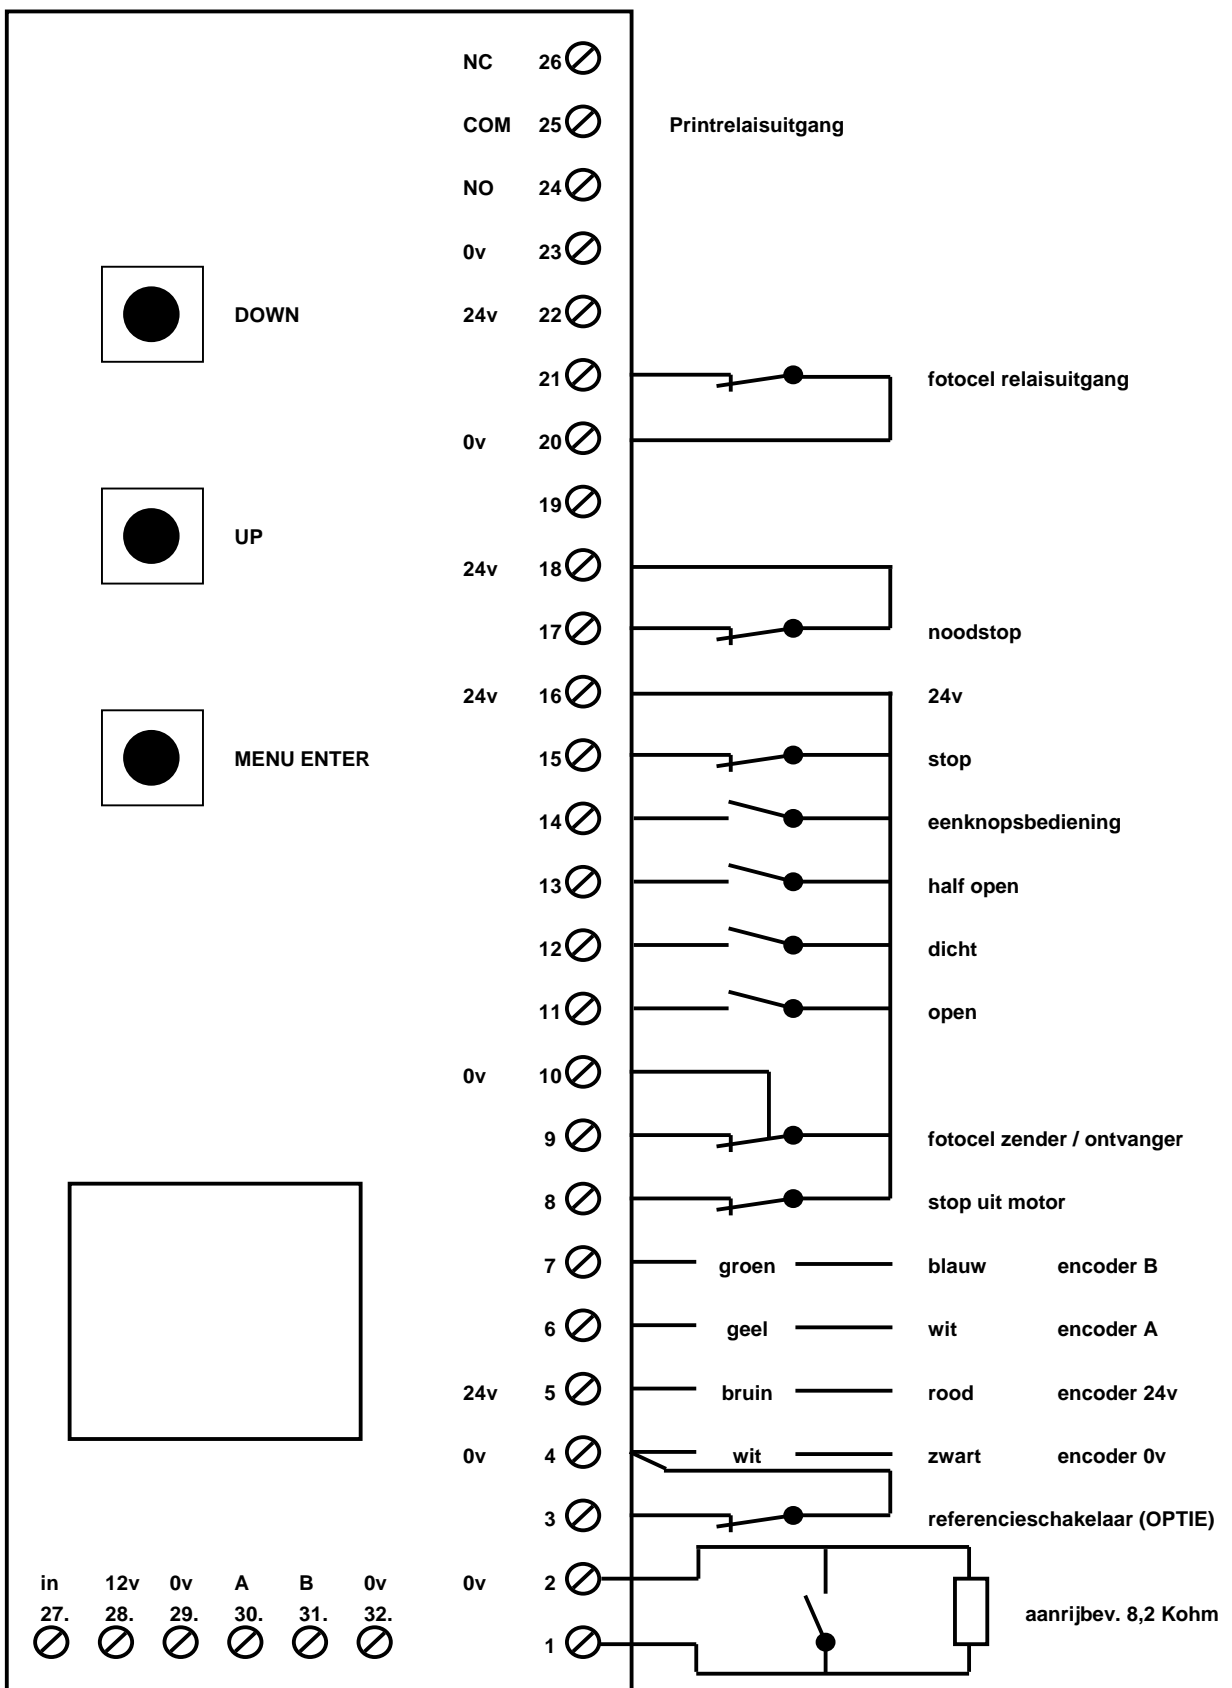 NC 26
COM 25 Printrelaisuitgang
NO 24
0v 23
DOWN 24v 22
21 fotocel relaisuitgang
0v 20
19
UP
24v 18
17 noodstop
24v 16 24v
MENU ENTER 15 stop
14 eenknopsbediening
13 half open
12 dicht
11 open
0v 10
9 fotocel zender / ontvanger
8 stop uit motor
7 groen blauw encoder B
6 geel wit encoder A
24v 5 bruin rood encoder 24v
0v 4 wit zwart encoder 0v
3 referencieschakelaar (OPTIE)
in 12v 0v A B 0v 0v 2
27. 28. 29. 30. 31. 32. aanrijbev. 8,2 Kohm
1